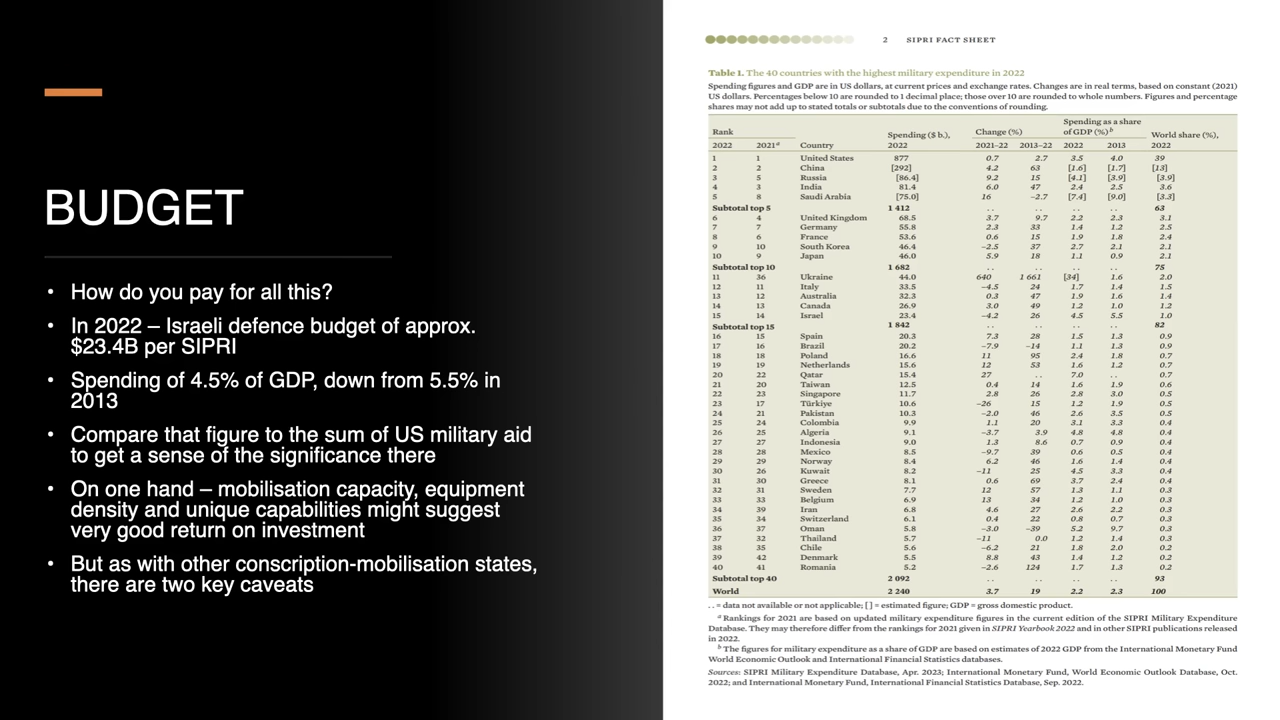 BUDGET
• How do you pay for all this?
• In 2022 – Israeli defence budget of approx.
$23.4B per SIPRI
• Spending of 4.5% of GDP, down from 5.5% in
2013
• Compare that figure to the sum of US military aid
to get a sense of the significance there
• On one hand – mobilisation capacity, equipment
density and unique capabilities might suggest
very good return on investment
• But as with other conscription-mobilisation states,
there are two key caveats
2 SIPRI FACT SHEET
Table 1. The 40 countries with the highest military expenditure in 2022
Spending figures and GDP are in US dollars, at current prices and exchange rates. Changes are in real terms, based on constant (2021)
US dollars. Percentages below 10 are rounded to 1 decimal place; those over 10 are rounded to whole numbers. Figures and percentage
shares may not add up to stated totals or subtotals due to the conventions of rounding.
Spending as a share
Rank Spending ($ b.), Change (%) of GDP (%)b World share (%),
2022 2021a Country 2022 2021–22 2013–22 2022 2013 2022
1 1 United States 877 0.7 2.7 3.5 4.0 39
2 2 China [292] 4.2 63 [1.6] [1.7] [13]
3 5 Russia [86.4] 9.2 15 [4.1] [3.9] [3.9]
4 3 India 81.4 6.0 47 2.4 2.5 3.6
5 8 Saudi Arabia [75.0] 16 –2.7 [7.4] [9.0] [3.3]
Subtotal top 5 1 412 . . . . . . . . 63
6 4 United Kingdom 68.5 3.7 9.7 2.2 2.3 3.1
7 7 Germany 55.8 2.3 33 1.4 1.2 2.5
8 6 France 53.6 0.6 15 1.9 1.8 2.4
9 10 South Korea 46.4 –2.5 37 2.7 2.1 2.1
10 9 Japan 46.0 5.9 18 1.1 0.9 2.1
Subtotal top 10 1 682 . . . . . . . . 75
11 36 Ukraine 44.0 640 1 661 [34] 1.6 2.0
12 11 Italy 33.5 –4.5 24 1.7 1.4 1.5
13 12 Australia 32.3 0.3 47 1.9 1.6 1.4
14 13 Canada 26.9 3.0 49 1.2 1.0 1.2
15 14 Israel 23.4 –4.2 26 4.5 5.5 1.0
Subtotal top 15 1 842 . . . . . . . . 82
16 15 Spain 20.3 7.3 28 1.5 1.3 0.9
17 16 Brazil 20.2 –7.9 –14 1.1 1.3 0.9
18 18 Poland 16.6 11 95 2.4 1.8 0.7
19 19 Netherlands 15.6 12 53 1.6 1.2 0.7
20 22 Qatar 15.4 27 . . 7.0 . . 0.7
21 20 Taiwan 12.5 0.4 14 1.6 1.9 0.6
22 23 Singapore 11.7 2.8 26 2.8 3.0 0.5
23 17 Türkiye 10.6 –26 15 1.2 1.9 0.5
24 21 Pakistan 10.3 –2.0 46 2.6 3.5 0.5
25 24 Colombia 9.9 1.1 20 3.1 3.3 0.4
26 25 Algeria 9.1 –3.7 3.9 4.8 4.8 0.4
27 27 Indonesia 9.0 1.3 8.6 0.7 0.9 0.4
28 28 Mexico 8.5 –9.7 39 0.6 0.5 0.4
29 29 Norway 8.4 6.2 46 1.6 1.4 0.4
30 26 Kuwait 8.2 –11 25 4.5 3.3 0.4
31 30 Greece 8.1 0.6 69 3.7 2.4 0.4
32 31 Sweden 7.7 12 57 1.3 1.1 0.3
33 33 Belgium 6.9 13 34 1.2 1.0 0.3
34 39 Iran 6.8 4.6 27 2.6 2.2 0.3
35 34 Switzerland 6.1 0.4 22 0.8 0.7 0.3
36 37 Oman 5.8 –3.0 –39 5.2 9.7 0.3
37 32 Thailand 5.7 –11 0.0 1.2 1.4 0.3
38 35 Chile 5.6 –6.2 21 1.8 2.0 0.2
39 42 Denmark 5.5 8.8 43 1.4 1.2 0.2
40 41 Romania 5.2 –2.6 124 1.7 1.3 0.2
Subtotal top 40 2 092 . . . . . . . . 93
World 2 240 3.7 19 2.2 2.3 100
. . = data not available or not applicable; [ ] = estimated figure; GDP = gross domestic product.
a Rankings for 2021 are based on updated military expenditure figures in the current edition of the SIPRI Military Expenditure
Database. They may therefore differ from the rankings for 2021 given in SIPRI Yearbook 2022 and in other SIPRI publications released
in 2022.
b The figures for military expenditure as a share of GDP are based on estimates of 2022 GDP from the International Monetary Fund
World Economic Outlook and International Financial Statistics databases.
Sources: SIPRI Military Expenditure Database, Apr. 2023; International Monetary Fund, World Economic Outlook Database, Oct.
2022; and International Monetary Fund, International Financial Statistics Database, Sep. 2022.